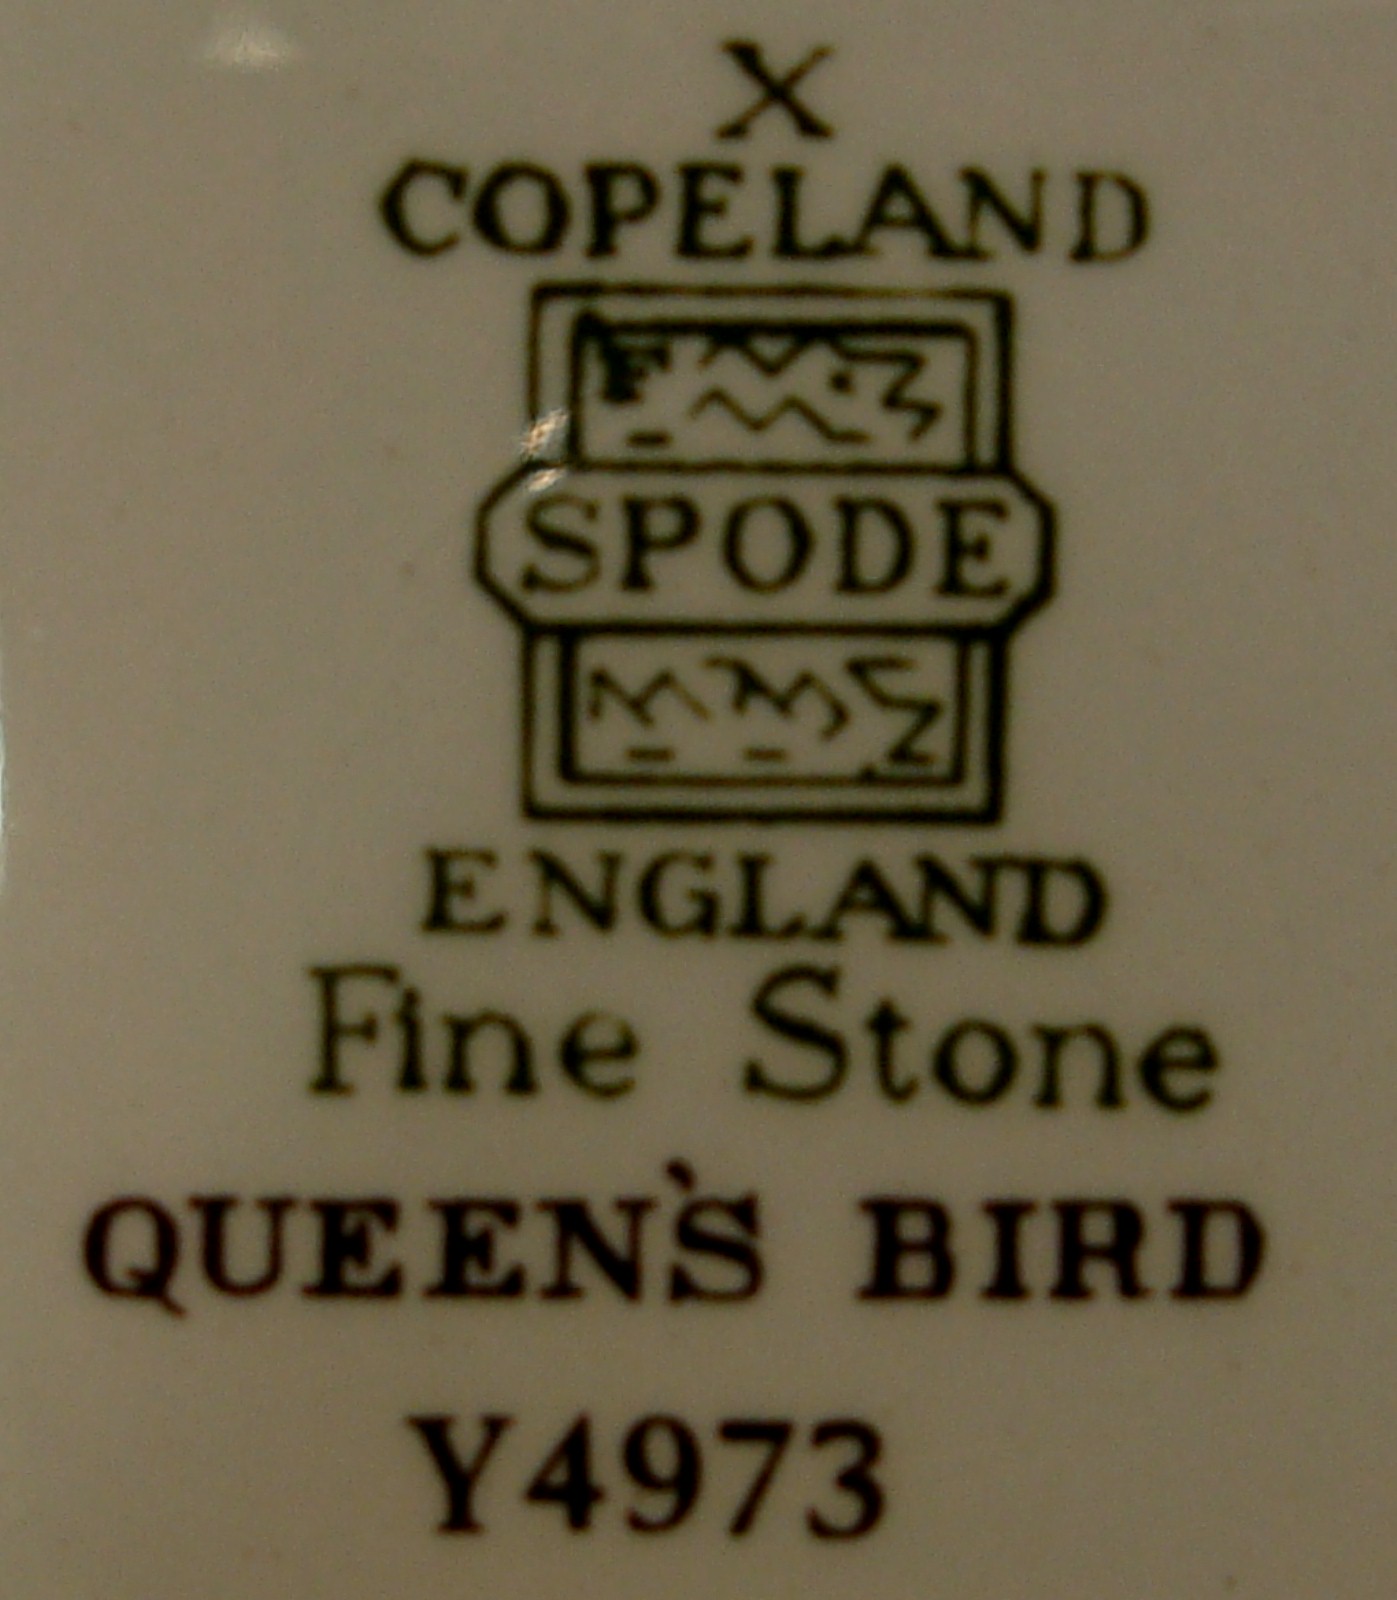 X
COPELAND
SPODE
ENGLAND
Fine Stone
QUEEN'S BIRD
Y4973